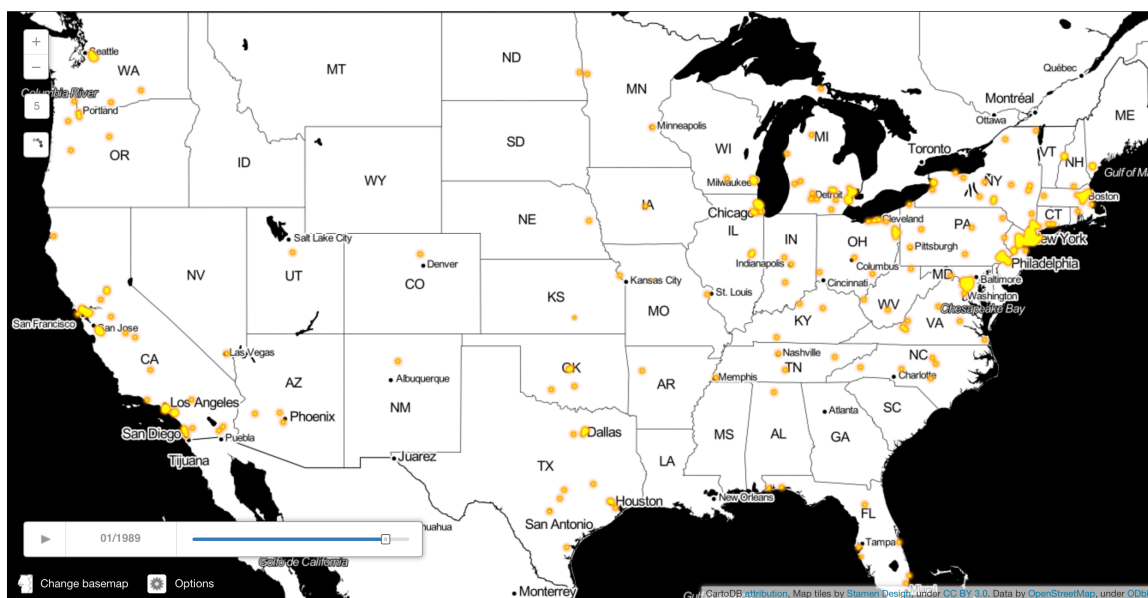 +
−
5
Seattle
WA
Columbia River
Portland
OR
ID
MT
ND
MN
Minneapolis
SD
WY
WI
Milwaukee
MI
Detroit
Toronto
Ottawa
Montréal
Québec
ME
VT
NH
Gulf of
NY
Boston
CT
New York
PA
Cleveland
Pittsburgh
Philadelphia
IA
NE
Chicago
IL
IN
OH
Indianapolis
Columbus
Cincinnati
MD
Baltimore
Washington
Chesapeake Bay
WV
VA
Salt Lake City
NV
UT
Denver
CO
KS
Kansas City
MO
St. Louis
KY
San Francisco
San Jose
CA
Las Vegas
AZ
Albuquerque
NM
OK
AR
Nashville
TN
Memphis
NC
Charlotte
SC
Atlanta
GA
AL
MS
LA
Los Angeles
San Diego
Tijuana
Puebla
Phoenix
Juarez
Dallas
TX
Houston
San Antonio
New Orleans
FL
Tampa
Miami
01/1989
huahua
Golfo de California
Monterrey
Change basemap
Options
CartoDB attribution, Map tiles by Stamen Design, under CC BY 3.0. Data by OpenStreetMap, under